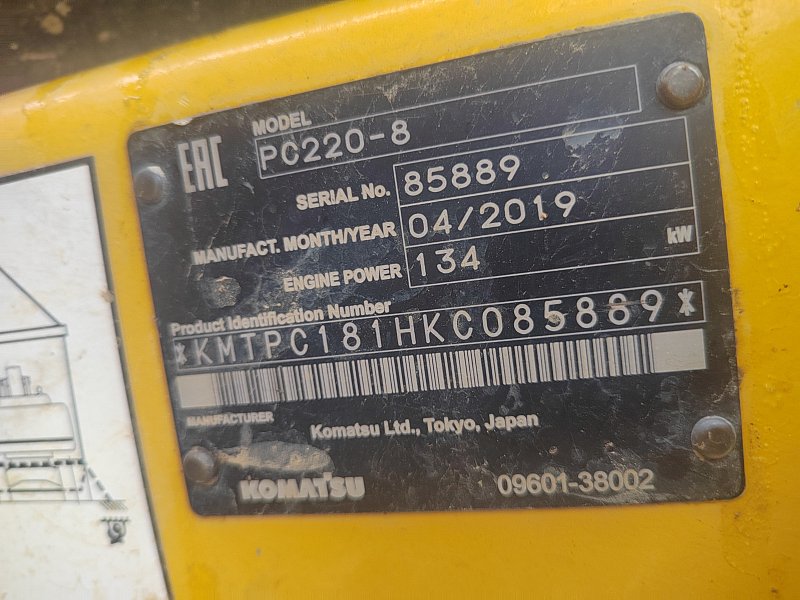 EAC
MODEL
PC220-8
SERIAL No. 85889
MANUFACT. MONTH/YEAR 04/2019
ENGINE POWER 134 kW
Product Identification Number
*KMTPC181HKC085889*
MANUFACTURER
Komatsu Ltd., Tokyo, Japan
KOMATSU 09601-38002